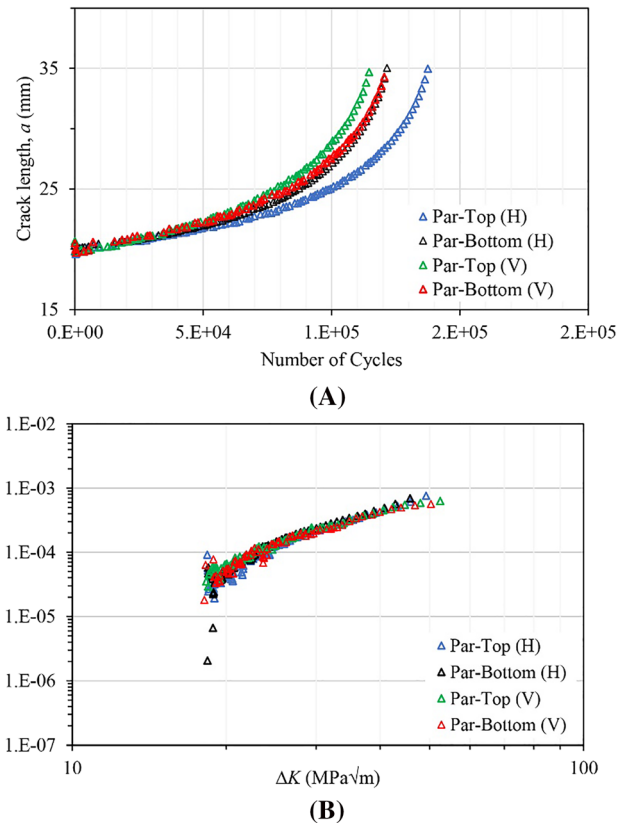 (A)
35
25
15
Crack length, a (mm)
Par-Top (H)
Par-Bottom (H)
Par-Top (V)
Par-Bottom (V)
0.E+00 5.E+04 1.E+05 2.E+05 2.E+05
Number of Cycles
(A)
1.E-02
1.E-03
1.E-04
1.E-05
1.E-06
1.E-07
Par-Top (H)
Par-Bottom (H)
Par-Top (V)
Par-Bottom (V)
10 100
ΔK (MPa√m)
(B)